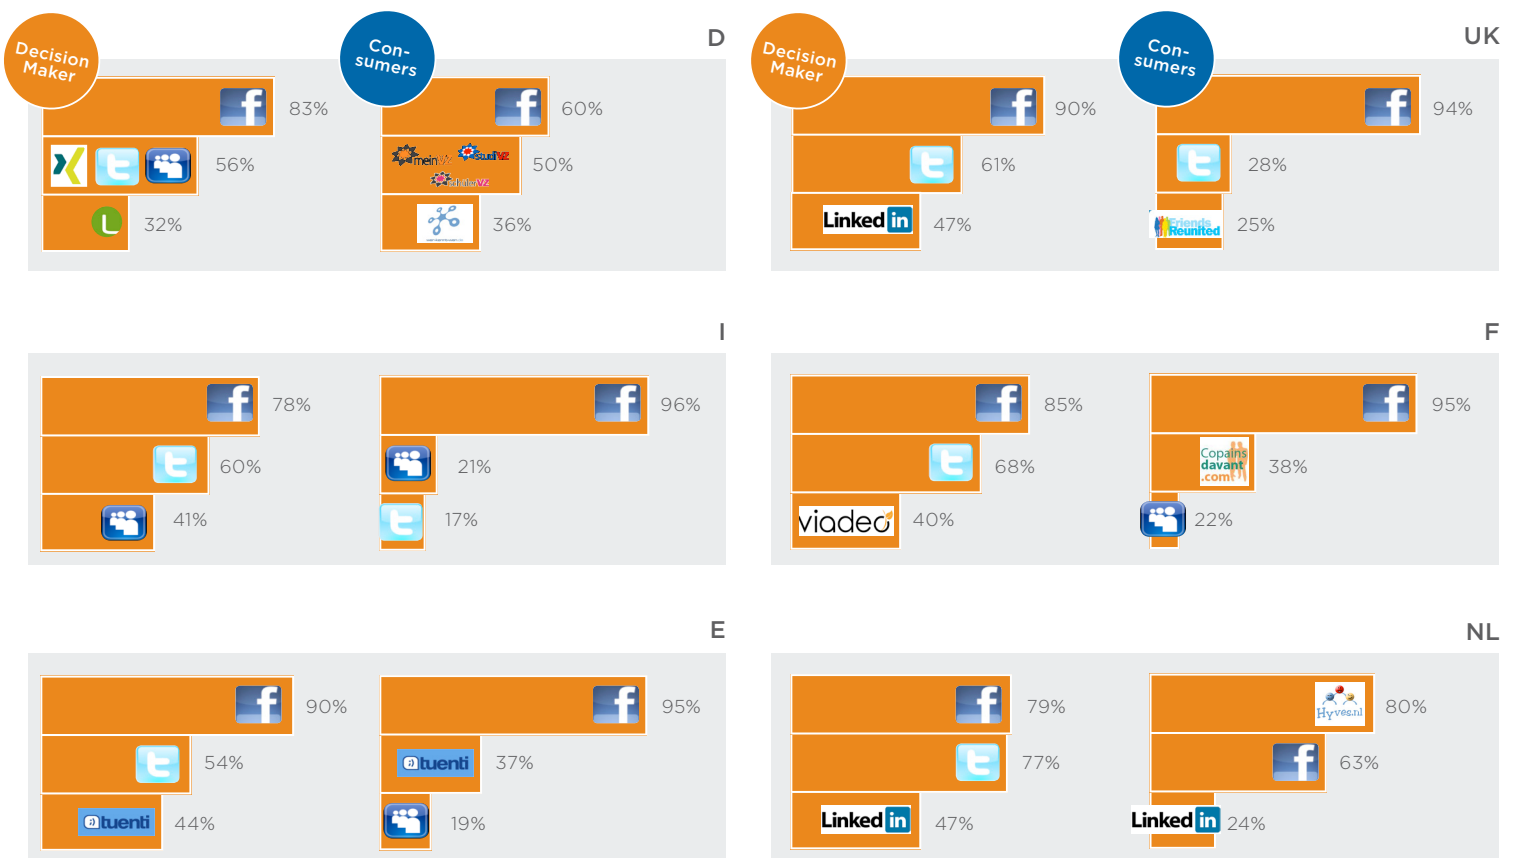 D
Decision
Maker
Con-
sumers
83%
60%
meinVZ studiVZ
56%
schülerVZ
50%
L
32%
36%
UK
Decision
Maker
Con-
sumers
90%
94%
61%
28%
Linked in
47%
Friends
Reunited
25%
I
78%
96%
60%
21%
41%
17%
F
85%
95%
68%
Copains
davant
.com
38%
viadeo
40%
22%
E
90%
95%
54%
tuenti
37%
tuenti
44%
19%
NL
79%
Hyves.nl
80%
77%
63%
Linked in
47%
Linked in
24%